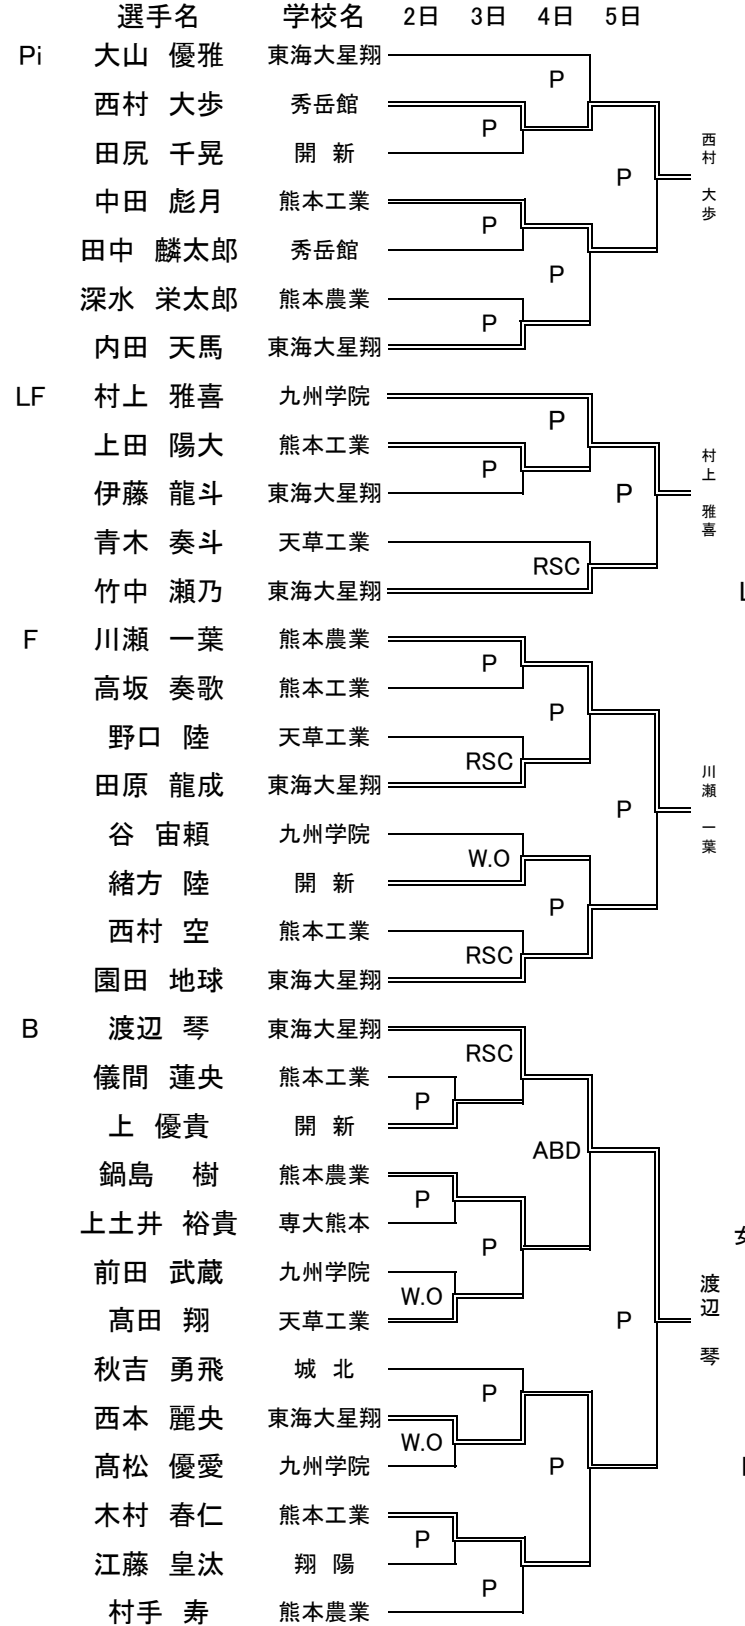 選手名 学校名 2日 3日 4日 5日
Pi 大山 優雅 東海大星翔
P
西村 大歩 秀岳館
P
田尻 千晃 開 新
西村 大歩
P
中田 彪月 熊本工業
P
田中 麟太郎 秀岳館
P
深水 栄太郎 熊本農業
P
内田 天馬 東海大星翔
LF 村上 雅喜 九州学院
P
上田 陽大 熊本工業
P
村上 雅喜
伊藤 龍斗 東海大星翔
P
青木 奏斗 天草工業
RSC
竹中 瀬乃 東海大星翔
F 川瀬 一葉 熊本農業
P
高坂 奏歌 熊本工業
P
野口 陸 天草工業
RSC
田原 龍成 東海大星翔
川瀬 一葉
P
谷 宙頼 九州学院
W.O
緒方 陸 開 新
P
西村 空 熊本工業
RSC
園田 地球 東海大星翔
B 渡辺 琴 東海大星翔
RSC
儀間 蓮央 熊本工業
P
上 優貴 開 新
ABD
鍋島 樹 熊本農業
P
上土井 裕貴 専大熊本
P
前田 武蔵 九州学院
W.O
髙田 翔 天草工業
P
渡辺 琴
秋吉 勇飛 城 北
P
西本 麗央 東海大星翔
W.O
髙松 優愛 九州学院
P
木村 春仁 熊本工業
P
江藤 皇汰 翔 陽
P
村手 寿 熊本農業